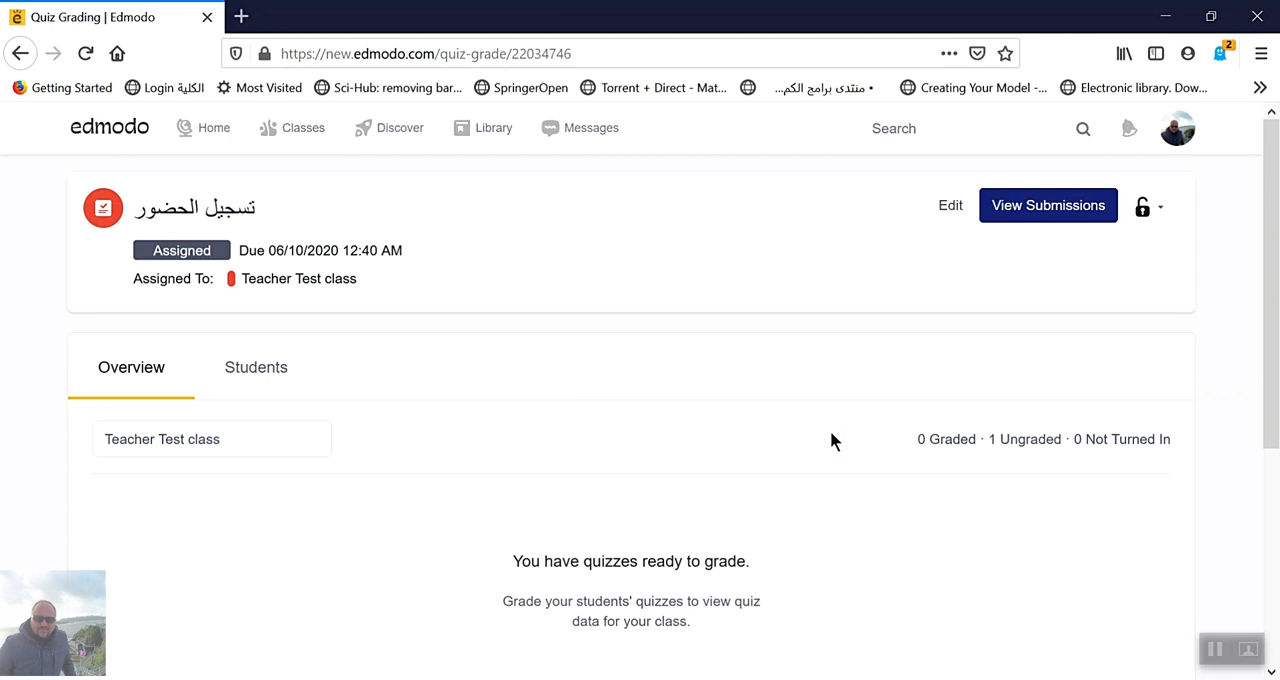 Quiz Grading | Edmodo
https://new.edmodo.com/quiz-grade/22034746
2
Getting Started
Login الكلية
Most Visited
Sci-Hub: removing bar...
SpringerOpen
Torrent + Direct - Mat...
• منتدى برامج الكم...
Creating Your Model -...
Electronic library. Dow...
edmodo
Home
Classes
Discover
Library
Messages
Search
تسجيل الحضور
Edit
View Submissions
Assigned
Due 06/10/2020 12:40 AM
Assigned To:
Teacher Test class
Overview
Students
Teacher Test class
0 Graded · 1 Ungraded · 0 Not Turned In
You have quizzes ready to grade.
Grade your students' quizzes to view quiz
data for your class.